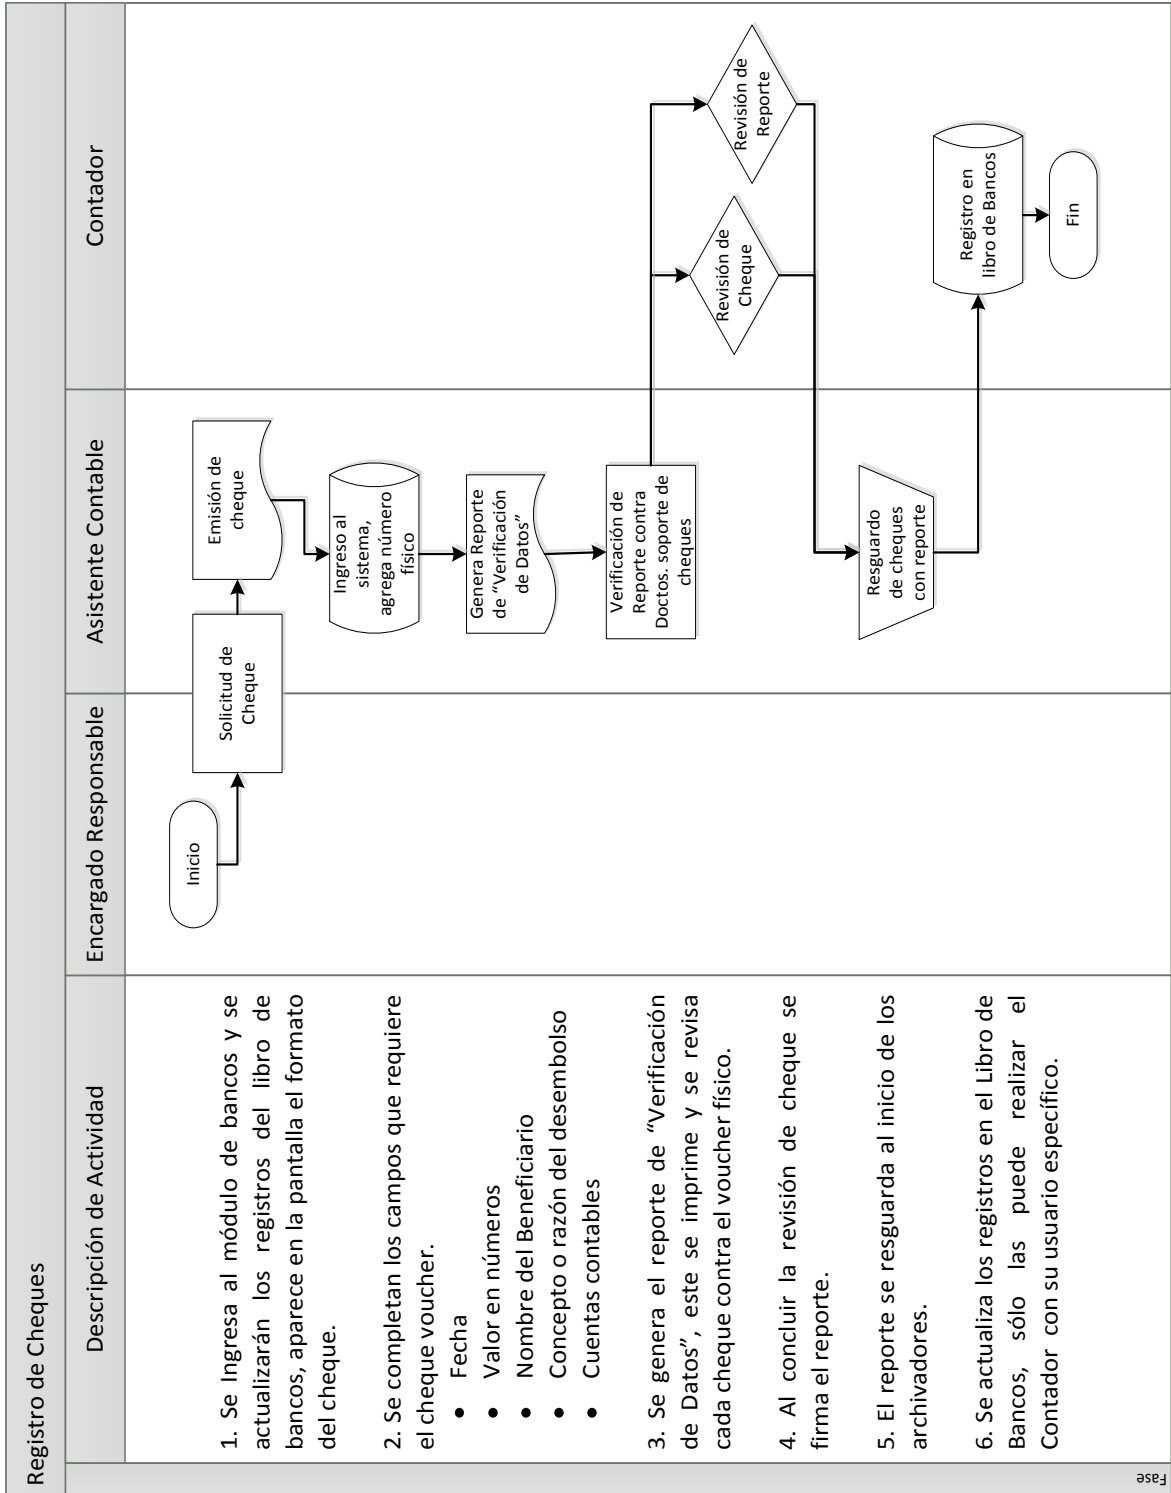 Registro de Cheques
Descripción de Actividad
Encargado Responsable
Asistente Contable
Contador
Fase
1. Se Ingresa al módulo de bancos y se
actualizarán los registros del libro de
bancos, aparece en la pantalla el formato
del cheque.
2. Se completan los campos que requiere
el cheque voucher.
• Fecha
• Valor en números
• Nombre del Beneficiario
• Concepto o razón del desembolso
• Cuentas contables
3. Se genera el reporte de “Verificación
de Datos”, este se imprime y se revisa
cada cheque contra el voucher físico.
4. Al concluir la revisión de cheque se
firma el reporte.
5. El reporte se resguarda al inicio de los
archivadores.
6. Se actualiza los registros en el Libro de
Bancos, sólo las puede realizar el
Contador con su usuario específico.
Inicio
Solicitud de
Cheque
Emisión de
cheque
Ingreso al
sistema,
agrega número
físico
Genera Reporte
de “Verificación
de Datos”
Verificación de
Reporte contra
Doctos. soporte de
cheques
Revisión de
Cheque
Revisión de
Reporte
Resguardo
de cheques
con reporte
Registro en
libro de Bancos
Fin